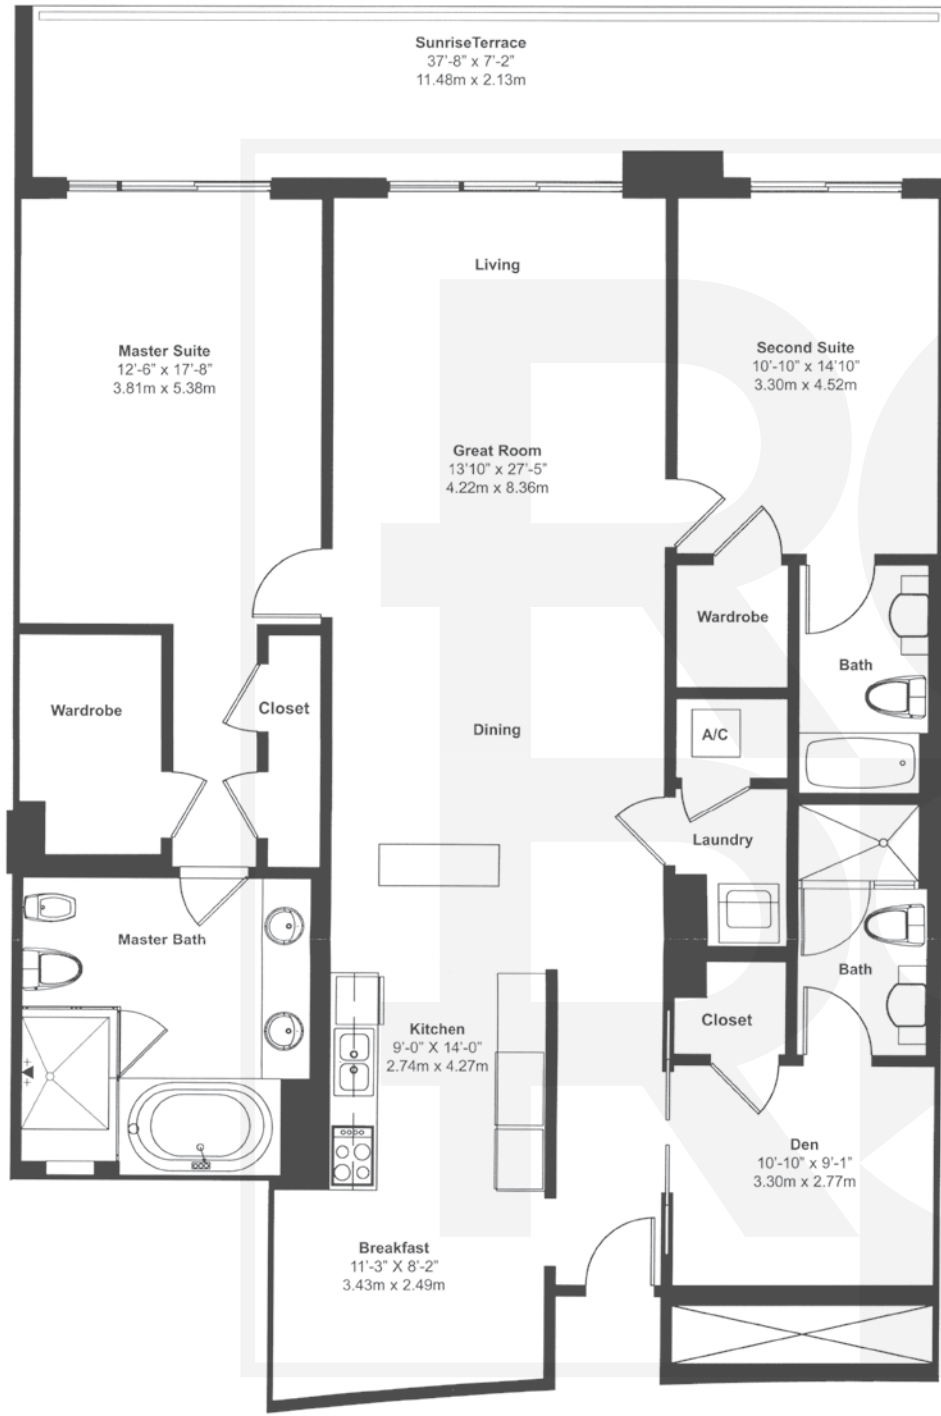 SunriseTerrace
37'-8" x 7'-2"
11.48m x 2.13m
Living
Master Suite
12'-6" x 17'-8"
3.81m x 5.38m
Second Suite
10'-10" x 14'10"
3.30m x 4.52m
Great Room
13'10" x 27'-5"
4.22m x 8.36m
Wardrobe
Bath
Wardrobe
Closet
Dining
A/C
Laundry
Master Bath
Bath
Closet
Kitchen
9'-0" X 14'-0"
2.74m x 4.27m
Den
10'-10" x 9'-1"
3.30m x 2.77m
Breakfast
11'-3" X 8'-2"
3.43m x 2.49m